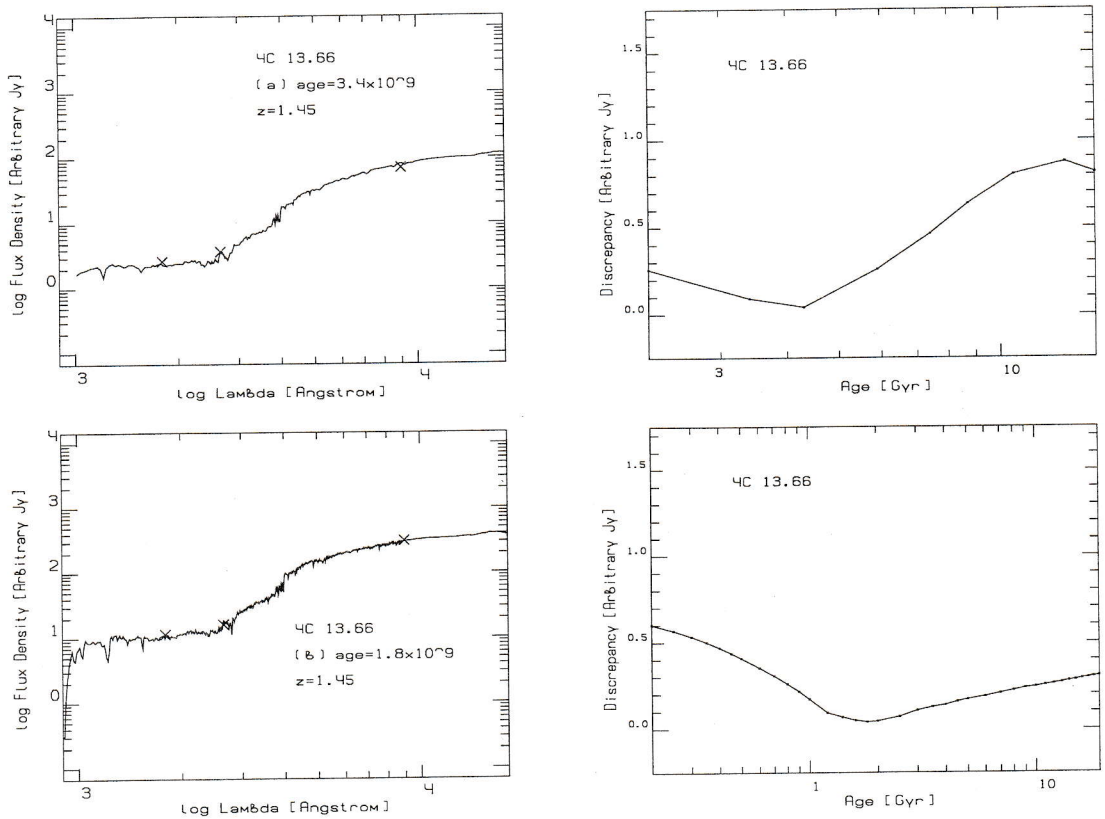 4
3
2
1
0
log Flux Density [Arbitrary Jy]
4C 13.66
(a) age=3.4x10^9
z=1.45
3
4
log Lambda [Angstrom]
1.5
1.0
0.5
0.0
Discrepancy [Arbitrary Jy]
4C 13.66
3
10
Age [Gyr]
4
3
2
1
0
log Flux Density [Arbitrary Jy]
4C 13.66
(b) age=1.8x10^9
z=1.45
3
4
log Lambda [Angstrom]
1.5
1.0
0.5
0.0
Discrepancy [Arbitrary Jy]
4C 13.66
1
10
Age [Gyr]